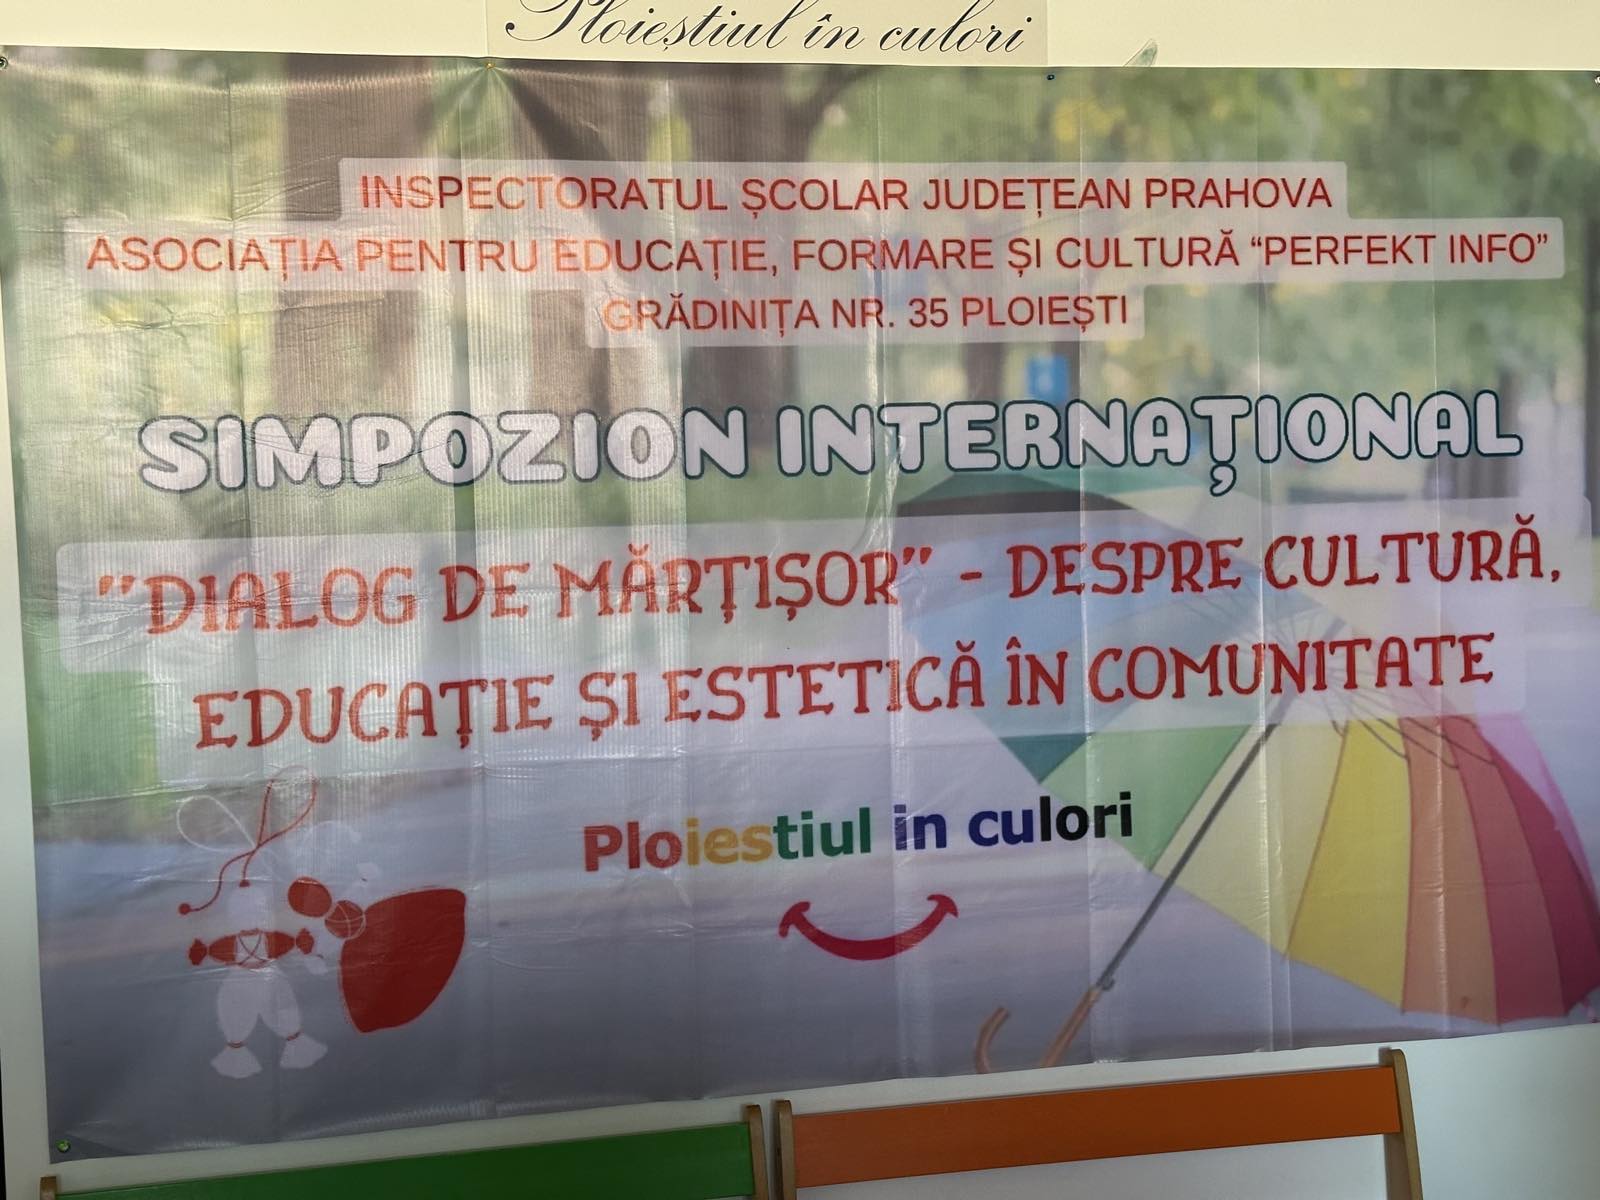 Ploieștiul în culori
INSPECTORATUL ȘCOLAR JUDEȚEAN PRAHOVA
ASOCIAȚIA PENTRU EDUCAȚIE, FORMARE ȘI CULTURĂ “PERFEKT INFO”
GRĂDINIȚA NR. 35 PLOIEȘTI
SIMPOZION INTERNAȚIONAL
"DIALOG DE MĂRȚIȘOR" - DESPRE CULTURĂ,
EDUCAȚIE ȘI ESTETICĂ ÎN COMUNITATE
Ploiestiul in culori